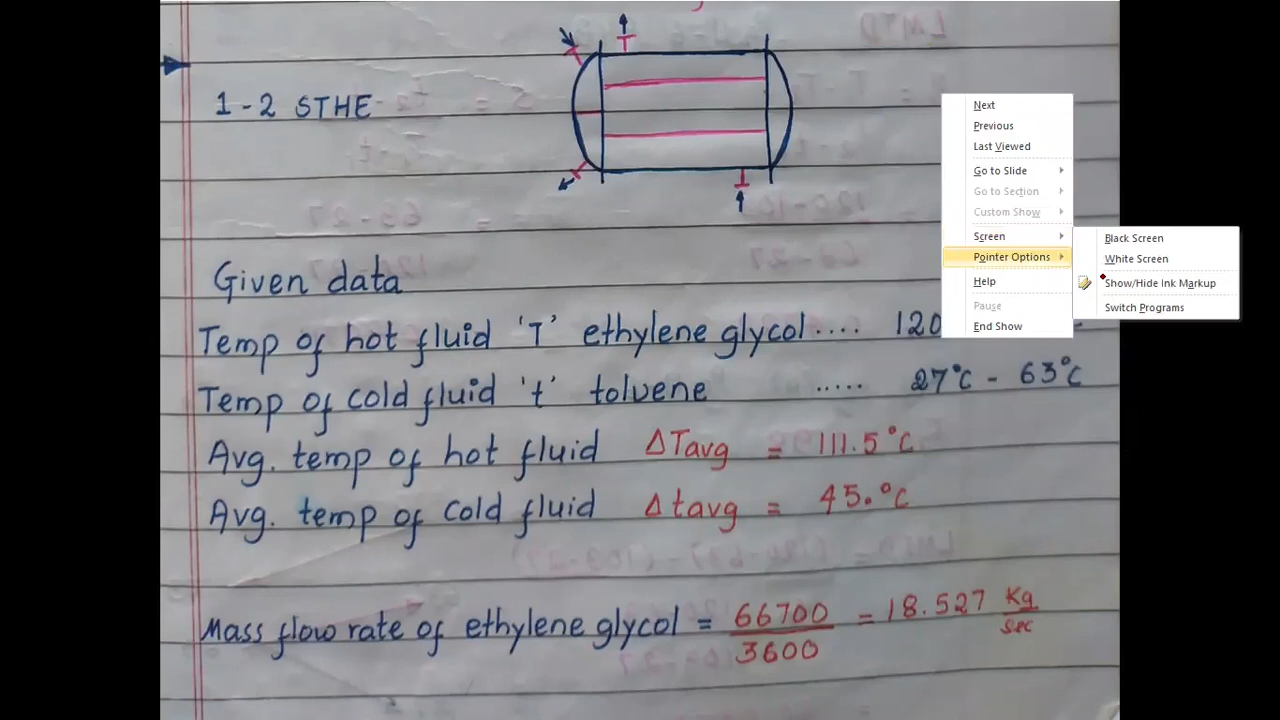 1-2 STHE
Given data
Temp of hot fluid 'T' ethylene glycol .... 120
Temp of cold fluid 't' toluene ..... 27°C - 63°C
Avg. temp of hot fluid ΔTavg = 111.5°C
Avg. temp of cold fluid Δtavg = 45.°C
Mass flow rate of ethylene glycol = 66700 / 3600 = 18.527 Kg / sec
Next
Previous
Last Viewed
Go to Slide
Go to Section
Custom Show
Screen
Pointer Options
Help
Pause
End Show
Black Screen
White Screen
Show/Hide Ink Markup
Switch Programs